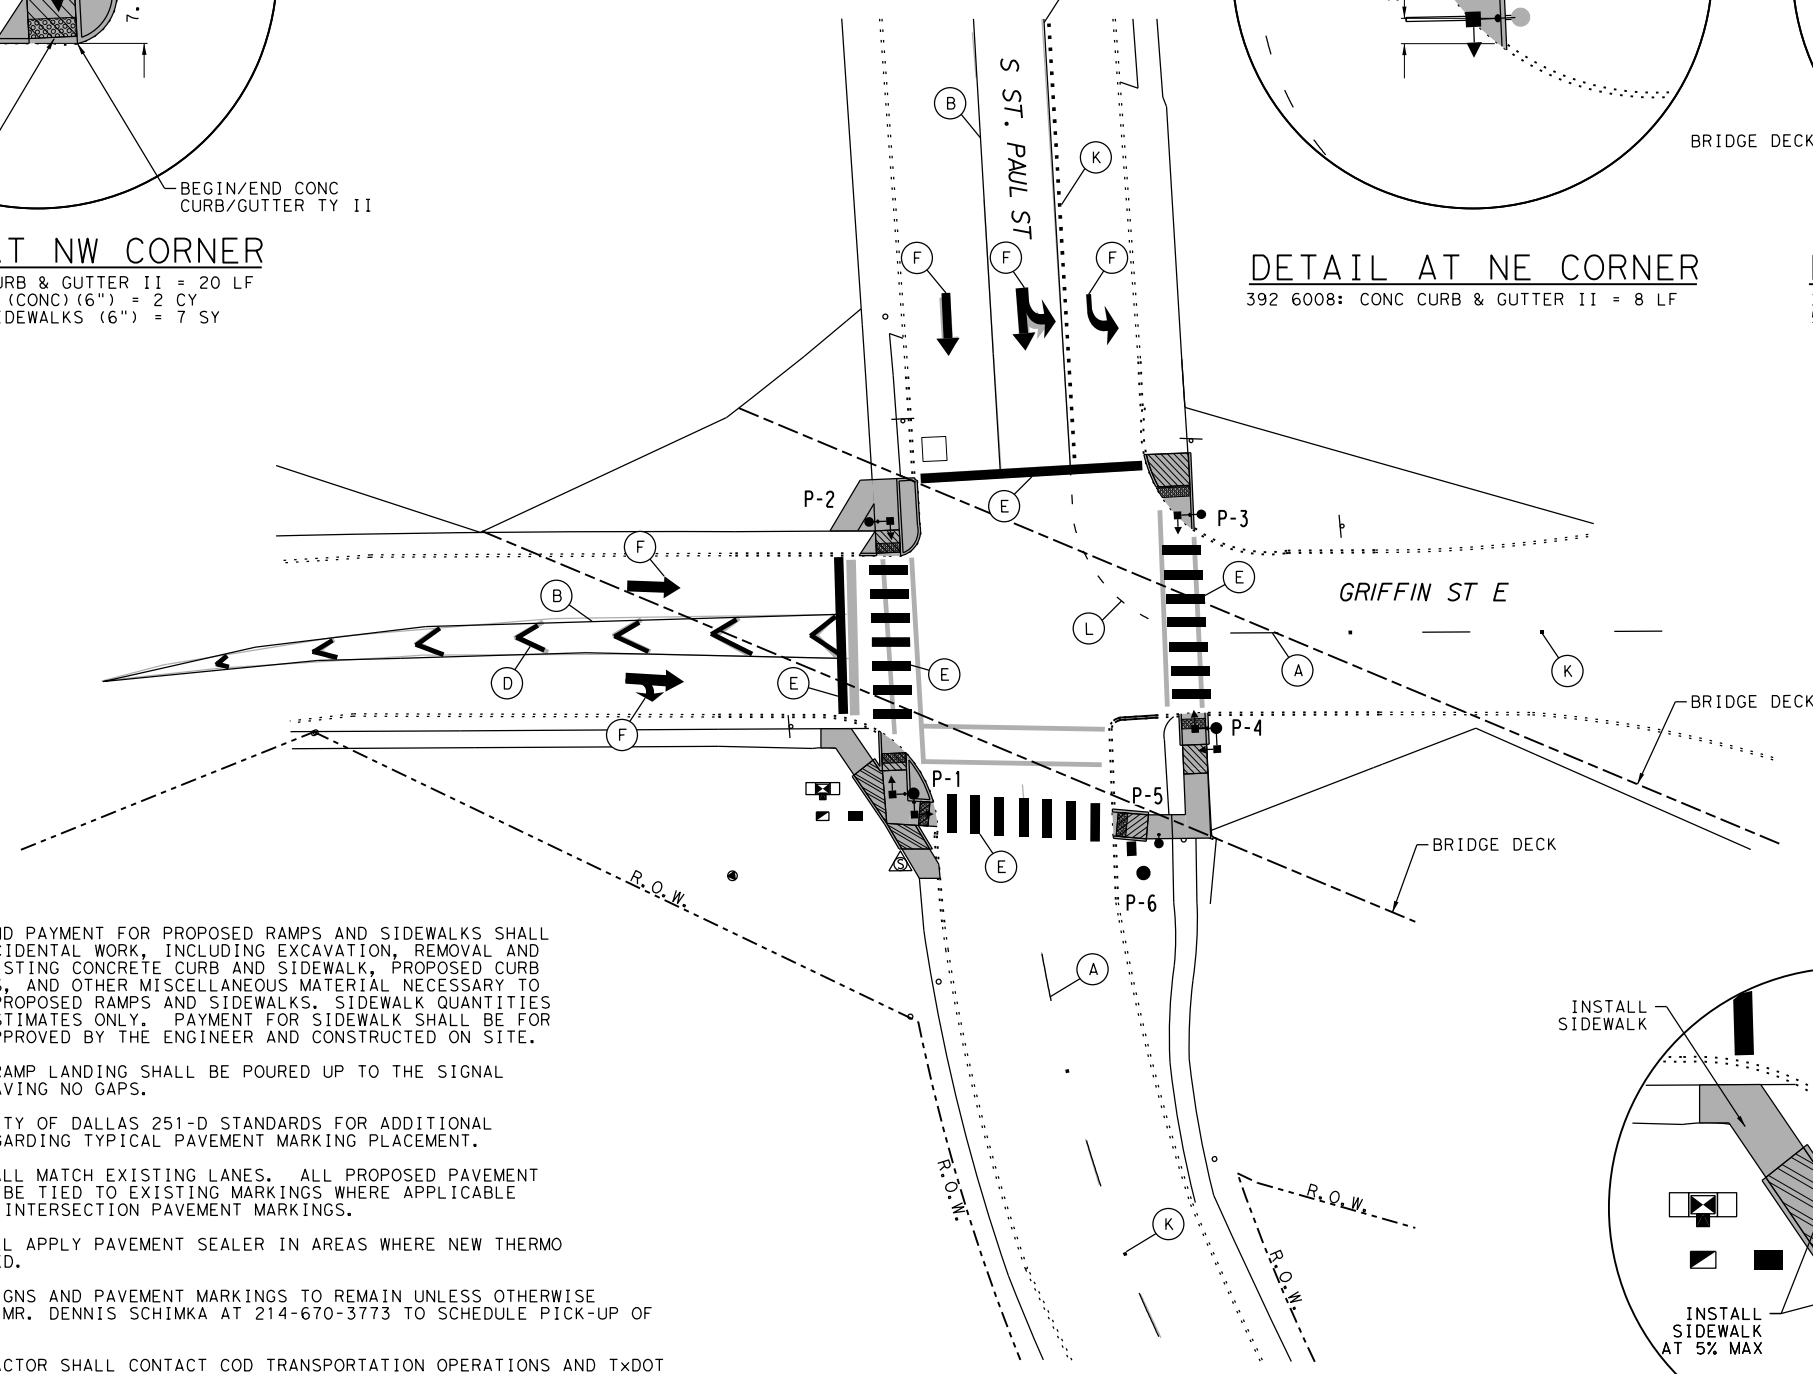 7.
BEGIN/END CONC
CURB/GUTTER TY II
T NW CORNER
URB & GUTTER II = 20 LF
(CONC)(6") = 2 CY
IDEWALKS (6") = 7 SY
DETAIL AT NE CORNER
392 6008: CONC CURB & GUTTER II = 8 LF
BRIDGE DECK
S ST. PAUL ST
B
K
F
F
F
P-2
E
P-3
F
E
GRIFFIN ST E
B
L
A
K
D
E
E
F
BRIDGE DECK
P-4
P-1
P-5
E
S
BRIDGE DECK
P-6
R.O.W.
A
ND PAYMENT FOR PROPOSED RAMPS AND SIDEWALKS SHALL
CIDENTAL WORK, INCLUDING EXCAVATION, REMOVAL AND
ISTING CONCRETE CURB AND SIDEWALK, PROPOSED CURB
S, AND OTHER MISCELLANEOUS MATERIAL NECESSARY TO
PROPOSED RAMPS AND SIDEWALKS. SIDEWALK QUANTITIES
STIMATES ONLY. PAYMENT FOR SIDEWALK SHALL BE FOR
PPROVED BY THE ENGINEER AND CONSTRUCTED ON SITE.
RAMP LANDING SHALL BE POURED UP TO THE SIGNAL
AVING NO GAPS.
ITY OF DALLAS 251-D STANDARDS FOR ADDITIONAL
GARDING TYPICAL PAVEMENT MARKING PLACEMENT.
ALL MATCH EXISTING LANES. ALL PROPOSED PAVEMENT
BE TIED TO EXISTING MARKINGS WHERE APPLICABLE
INTERSECTION PAVEMENT MARKINGS.
LL APPLY PAVEMENT SEALER IN AREAS WHERE NEW THERMO
ED.
IGNS AND PAVEMENT MARKINGS TO REMAIN UNLESS OTHERWISE
MR. DENNIS SCHIMKA AT 214-670-3773 TO SCHEDULE PICK-UP OF
ACTOR SHALL CONTACT COD TRANSPORTATION OPERATIONS AND TxDOT
R.O.W.
R.O.W.
K
R.O.W.
INSTALL
SIDEWALK
INSTALL
SIDEWALK
AT 5% MAX